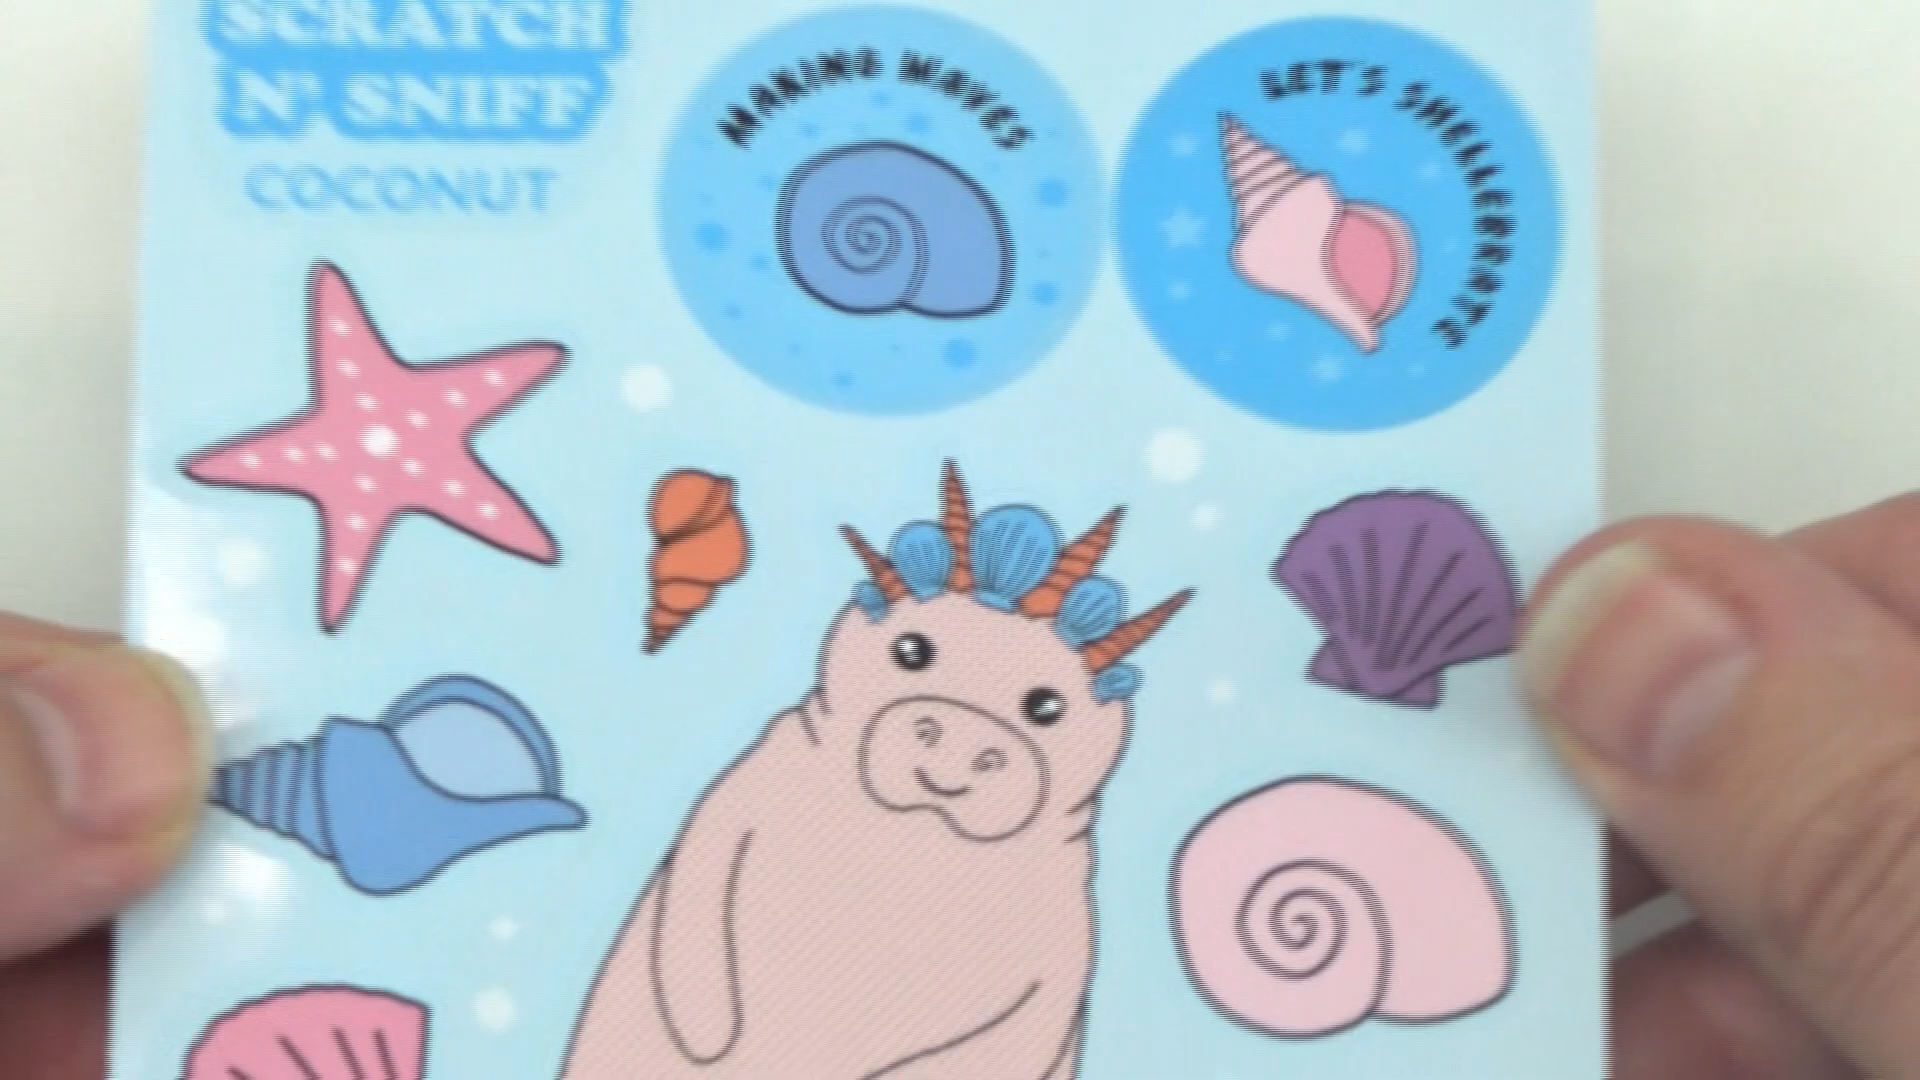 SCRATCH
N' SNIFF
COCONUT
MAKING WAVES
LET'S SHELLEBRATE